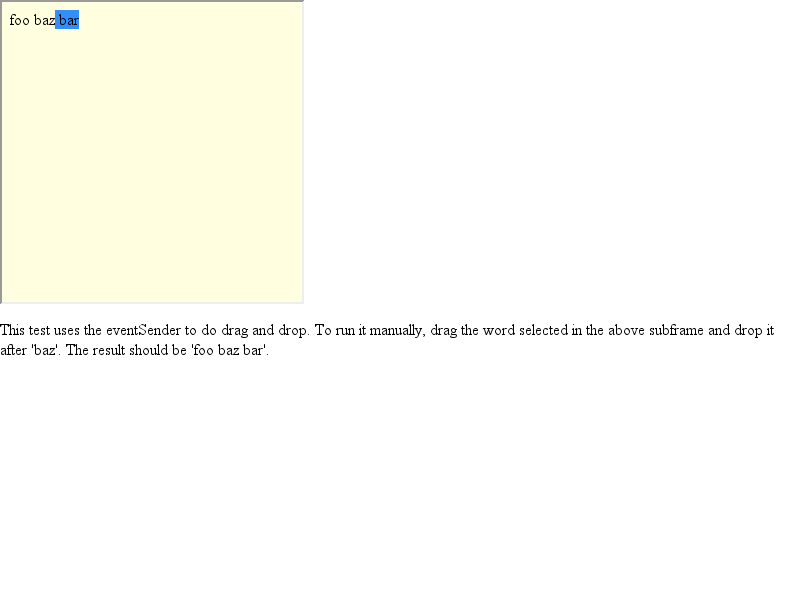 foo baz bar
This test uses the eventSender to do drag and drop. To run it manually, drag the word selected in the above subframe and drop it
after 'baz'. The result should be 'foo baz bar'.